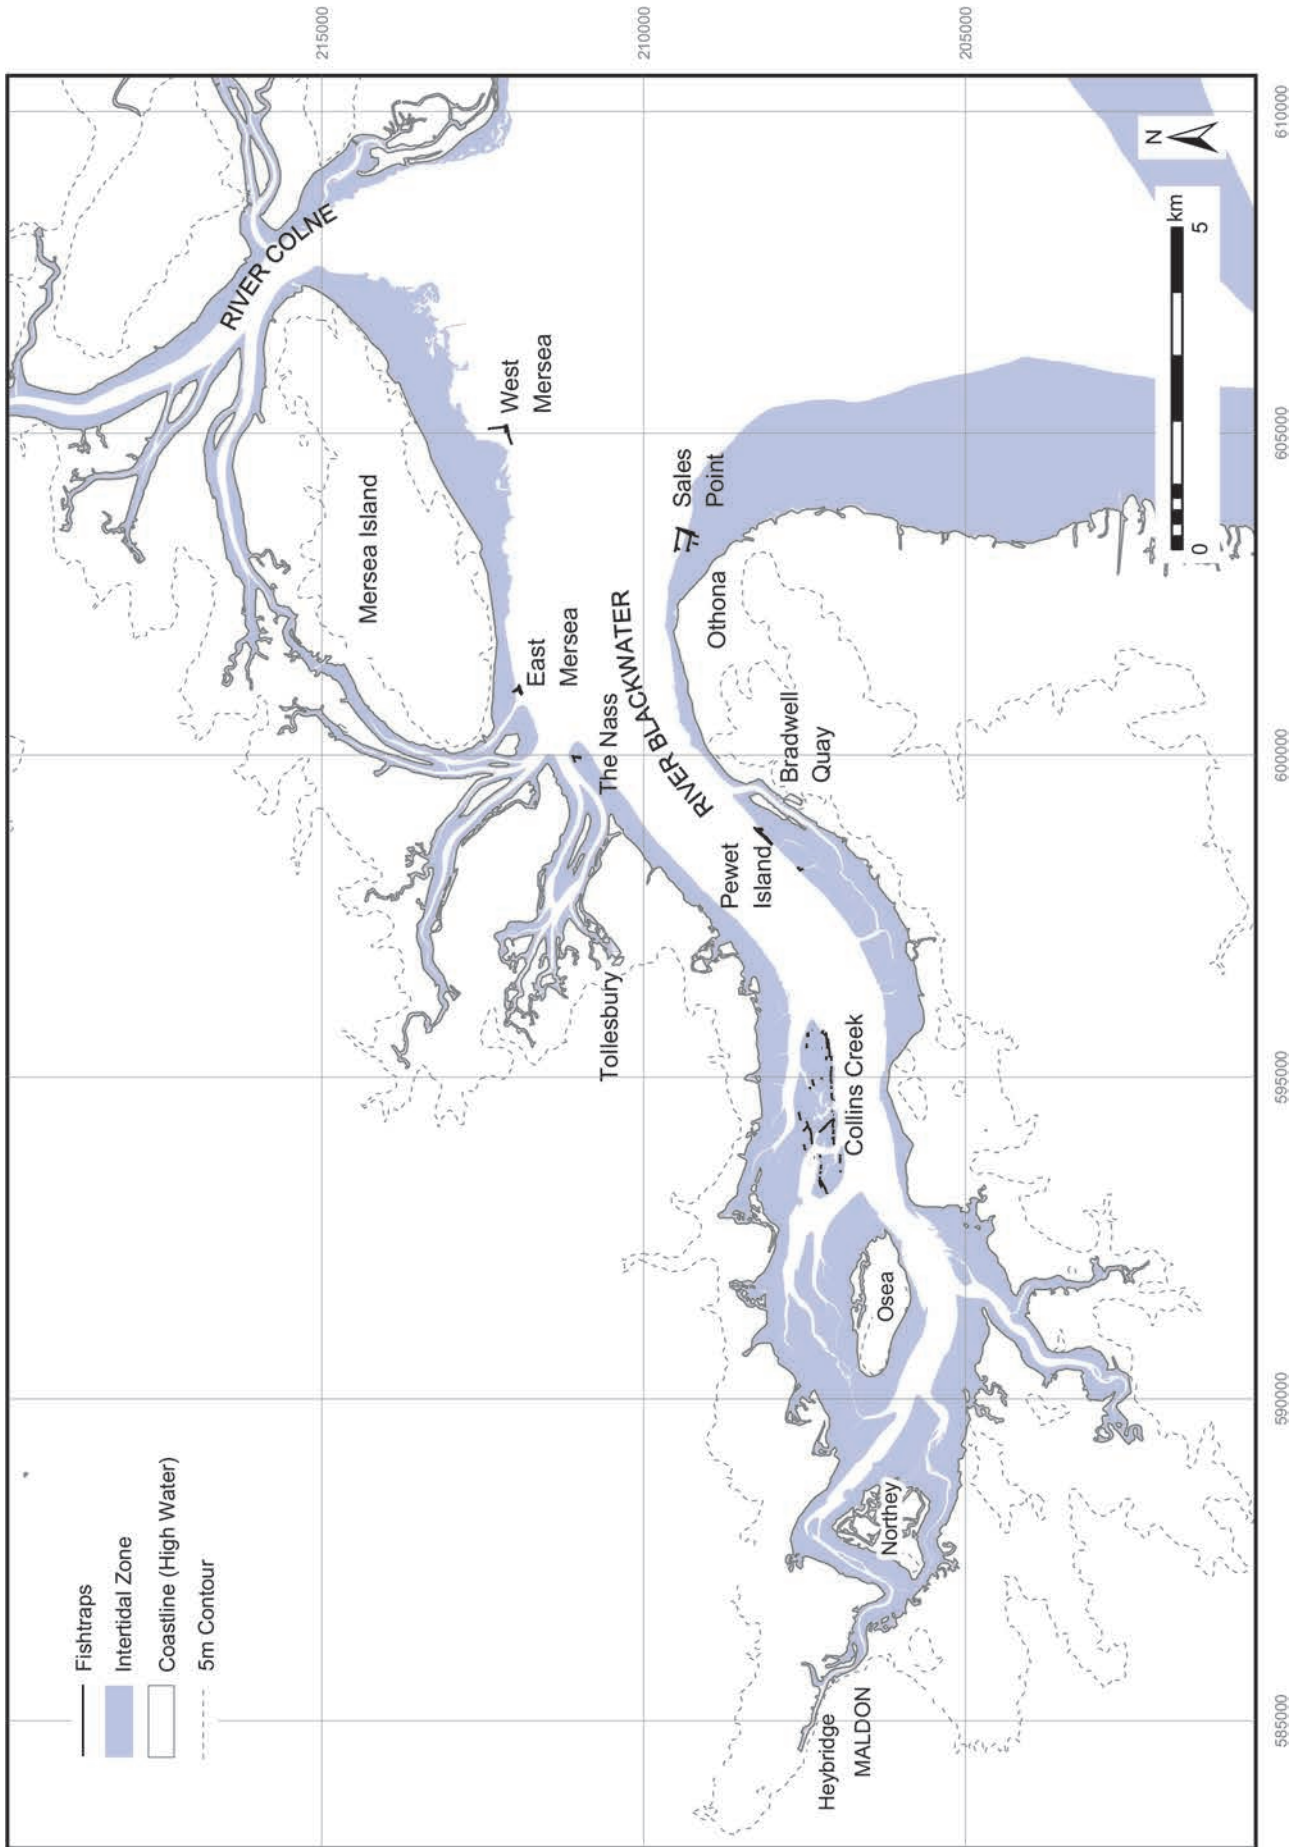 Fishtraps
Intertidal Zone
Coastline (High Water)
5m Contour
215000
210000
205000
RIVER COLNE
Mersea Island
West
Mersea
East
Mersea
The Nass
RIVER BLACKWATER
Sales
Point
Othona
Bradwell
Quay
Pewet
Island
Tollesbury
Collins Creek
Osea
Northey
Heybridge
MALDON
N
km
0
5
585000
590000
595000
600000
605000
610000